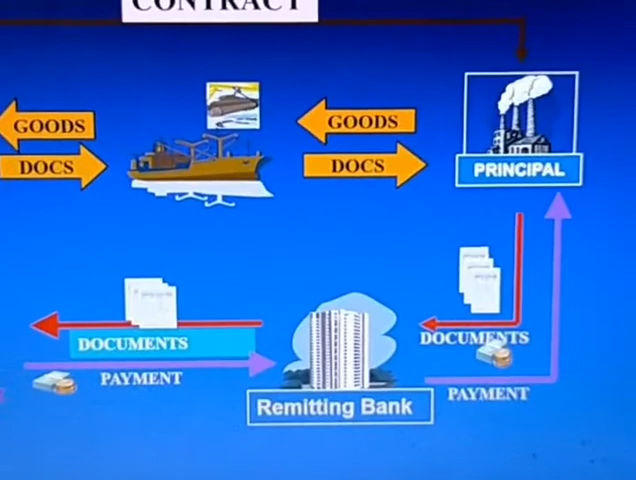 CONTRACT
GOODS
GOODS
DOCS
DOCS
PRINCIPAL
DOCUMENTS
DOCUMENTS
PAYMENT
PAYMENT
Remitting Bank